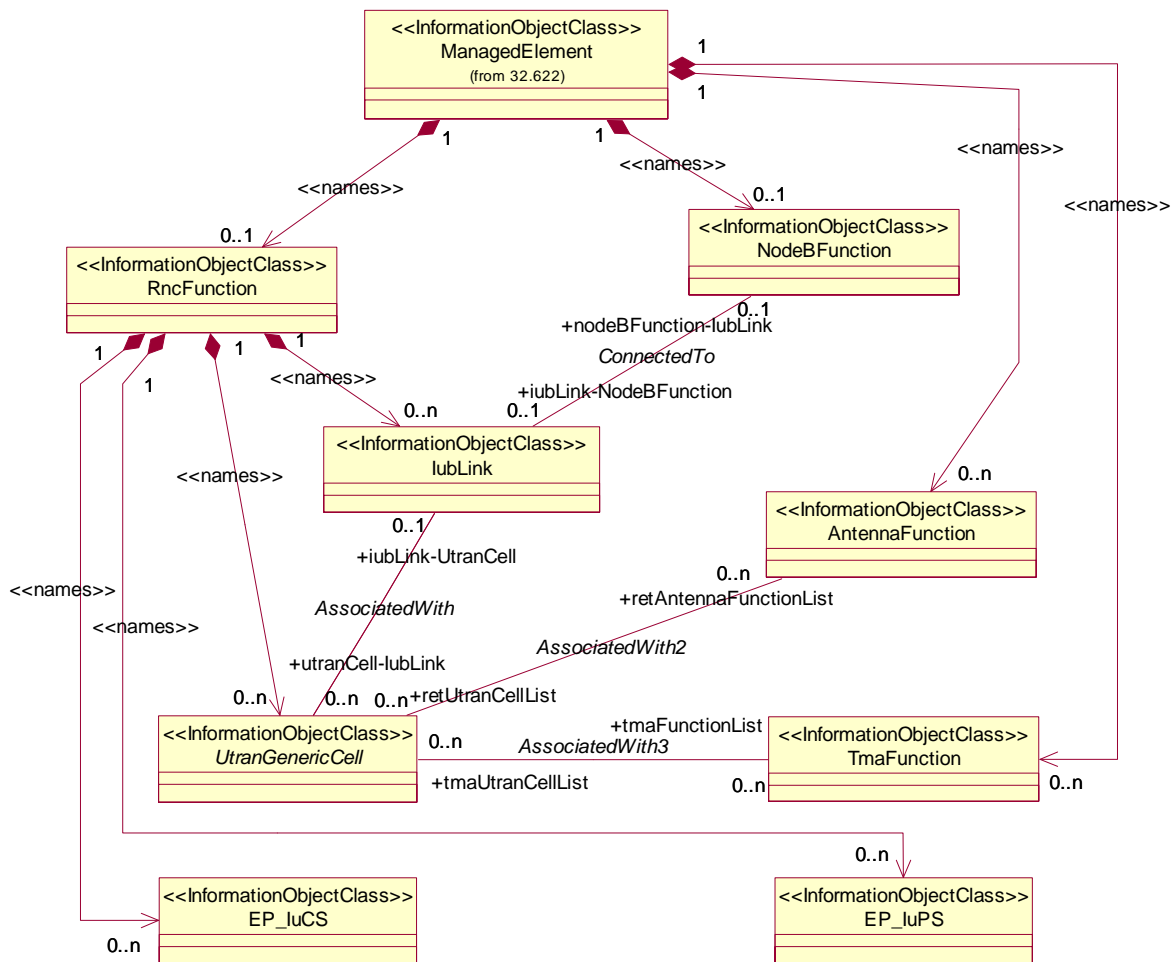 <<InformationObjectClass>>
ManagedElement
(from 32.622)
1
1
1
1
<<names>>
<<names>>
<<names>>
<<names>>
0..1
0..1
<<InformationObjectClass>>
NodeBFunction
<<InformationObjectClass>>
RncFunction
0..1
+nodeBFunction-IubLink
ConnectedTo
+iubLink-NodeBFunction
0..1
1
1
1
1
<<names>>
0..n
<<InformationObjectClass>>
IubLink
<<names>>
0..n
<<InformationObjectClass>>
AntennaFunction
0..1
+iubLink-UtranCell
AssociatedWith
+utranCell-IubLink
0..n
0..n
0..n
+retAntennaFunctionList
AssociatedWith2
+retUtranCellList
0..n
<<names>>
<<names>>
<<InformationObjectClass>>
UtranGenericCell
0..n
+tmaFunctionList
AssociatedWith3
+tmaUtranCellList
0..n
<<InformationObjectClass>>
TmaFunction
0..n
0..n
<<InformationObjectClass>>
EP_IuCS
0..n
<<InformationObjectClass>>
EP_IuPS